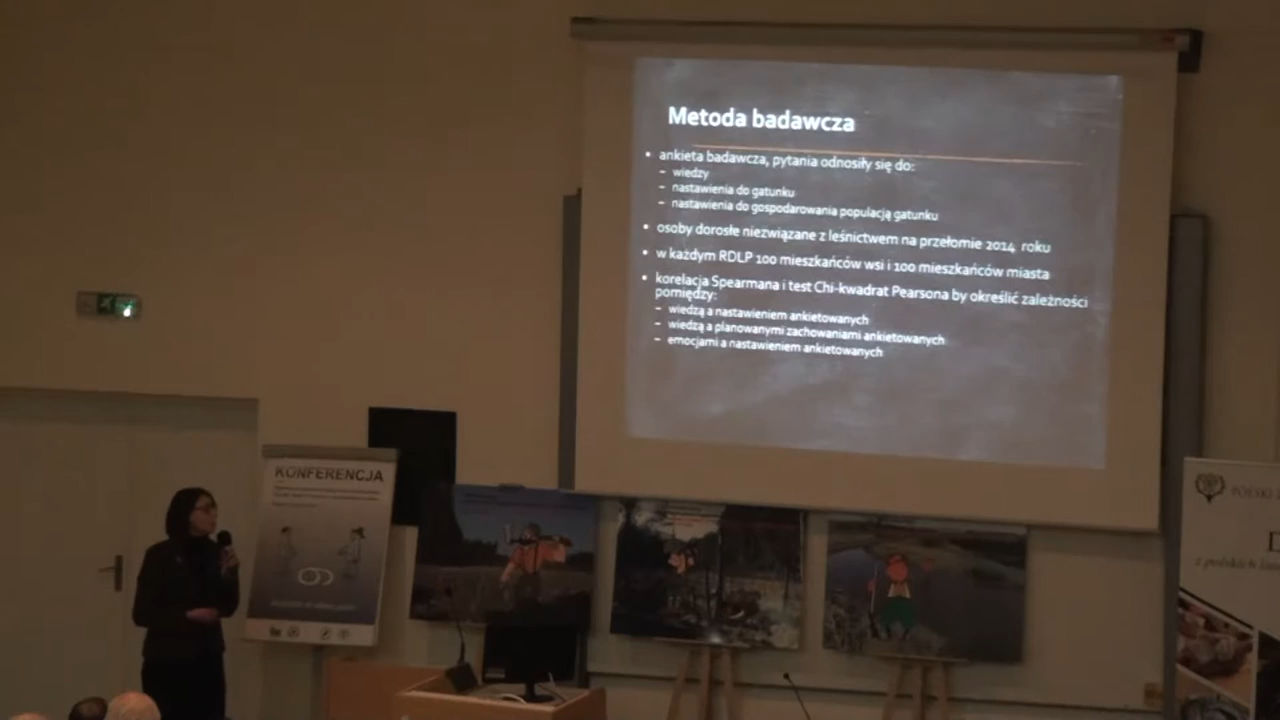 Metoda badawcza
• ankieta badawcza, pytania odnosiły się do:
– wiedzy
– nastawienia do gatunku
– nastawienia do gospodarowania populacją gatunku
• osoby dorosłe niezwiązane z leśnictwem na przełomie 2014 roku
• w każdym RDLP 100 mieszkańców wsi i 100 mieszkańców miasta
• korelacja Spearmana i test Chi-kwadrat Pearsona by określić zależności
pomiędzy:
– wiedzą a nastawieniem ankietowanych
– wiedzą a planowanymi zachowaniami ankietowanych
– emocjami a nastawieniem ankietowanych
KONFERENCJA
POLSKI
z polskich